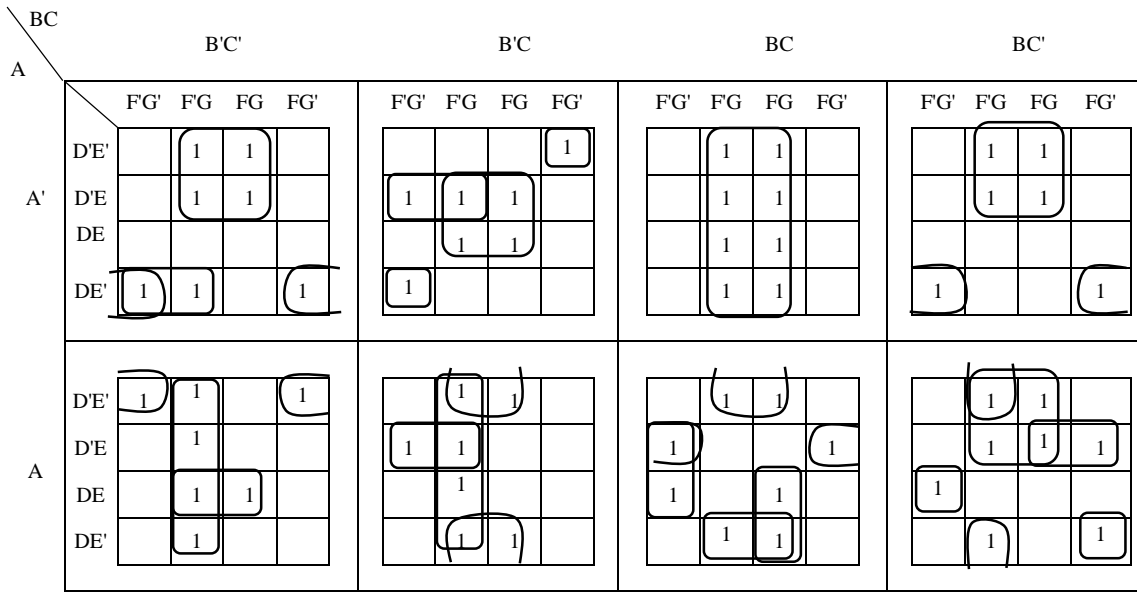 BC
B'C' B'C BC BC'
A
F'G' F'G FG FG' F'G' F'G FG FG' F'G' F'G FG FG' F'G' F'G FG FG'
D'E' 1 1 1 1 1 1 1
A' D'E 1 1 1 1 1 1 1 1 1
DE 1 1 1 1
DE' 1 1 1 1 1 1 1 1
D'E' 1 1 1 1 1 1 1 1 1
D'E 1 1 1 1 1 1 1 1
A DE 1 1 1 1 1 1
DE' 1 1 1 1 1 1 1